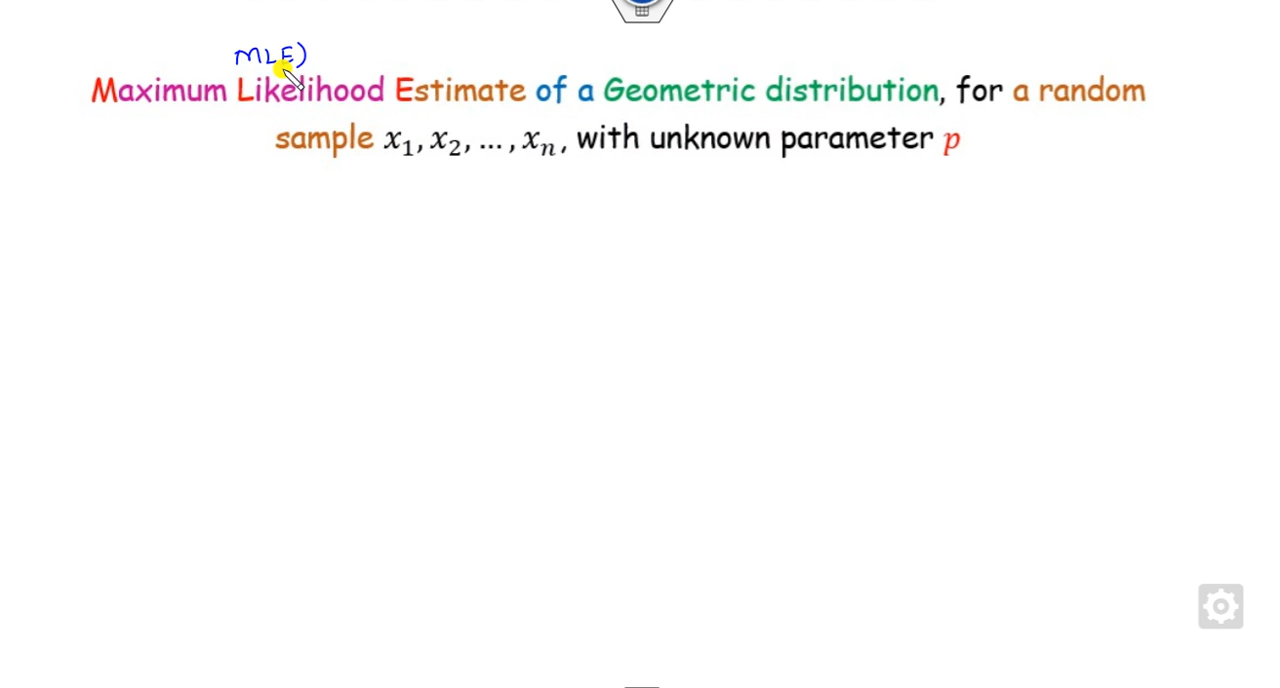 MLE)
Maximum Likelihood Estimate of a Geometric distribution, for a random
sample x₁, x₂, ... , xₙ, with unknown parameter p